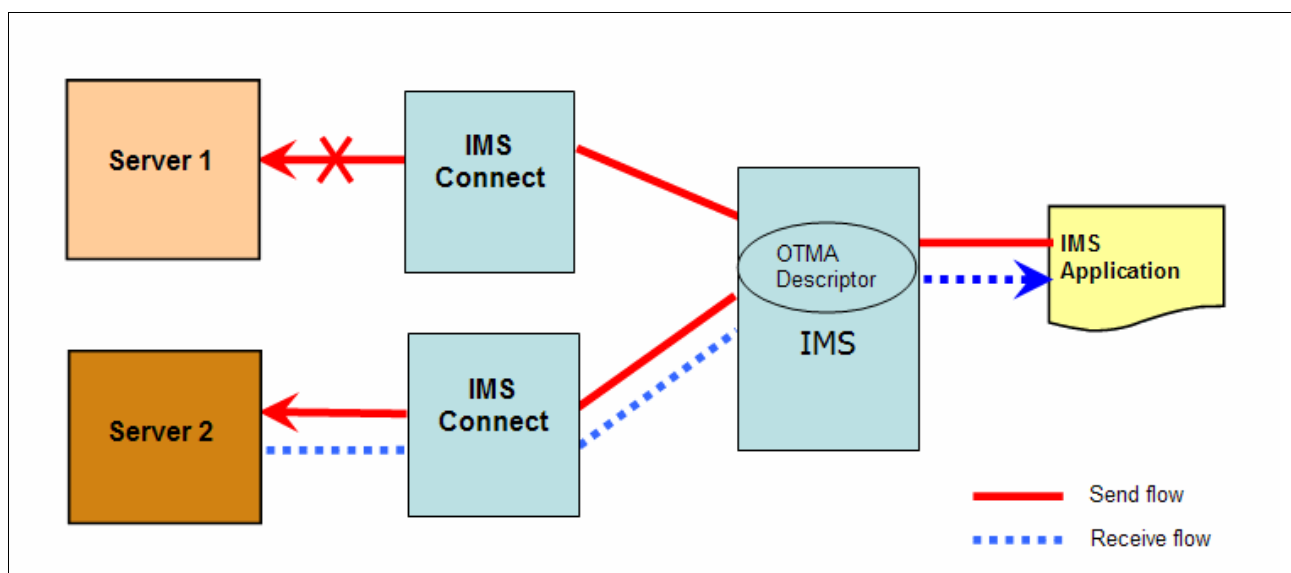 Server 1
IMS
Connect
OTMA
Descriptor
IMS
IMS
Application
Server 2
IMS
Connect
Send flow
Receive flow